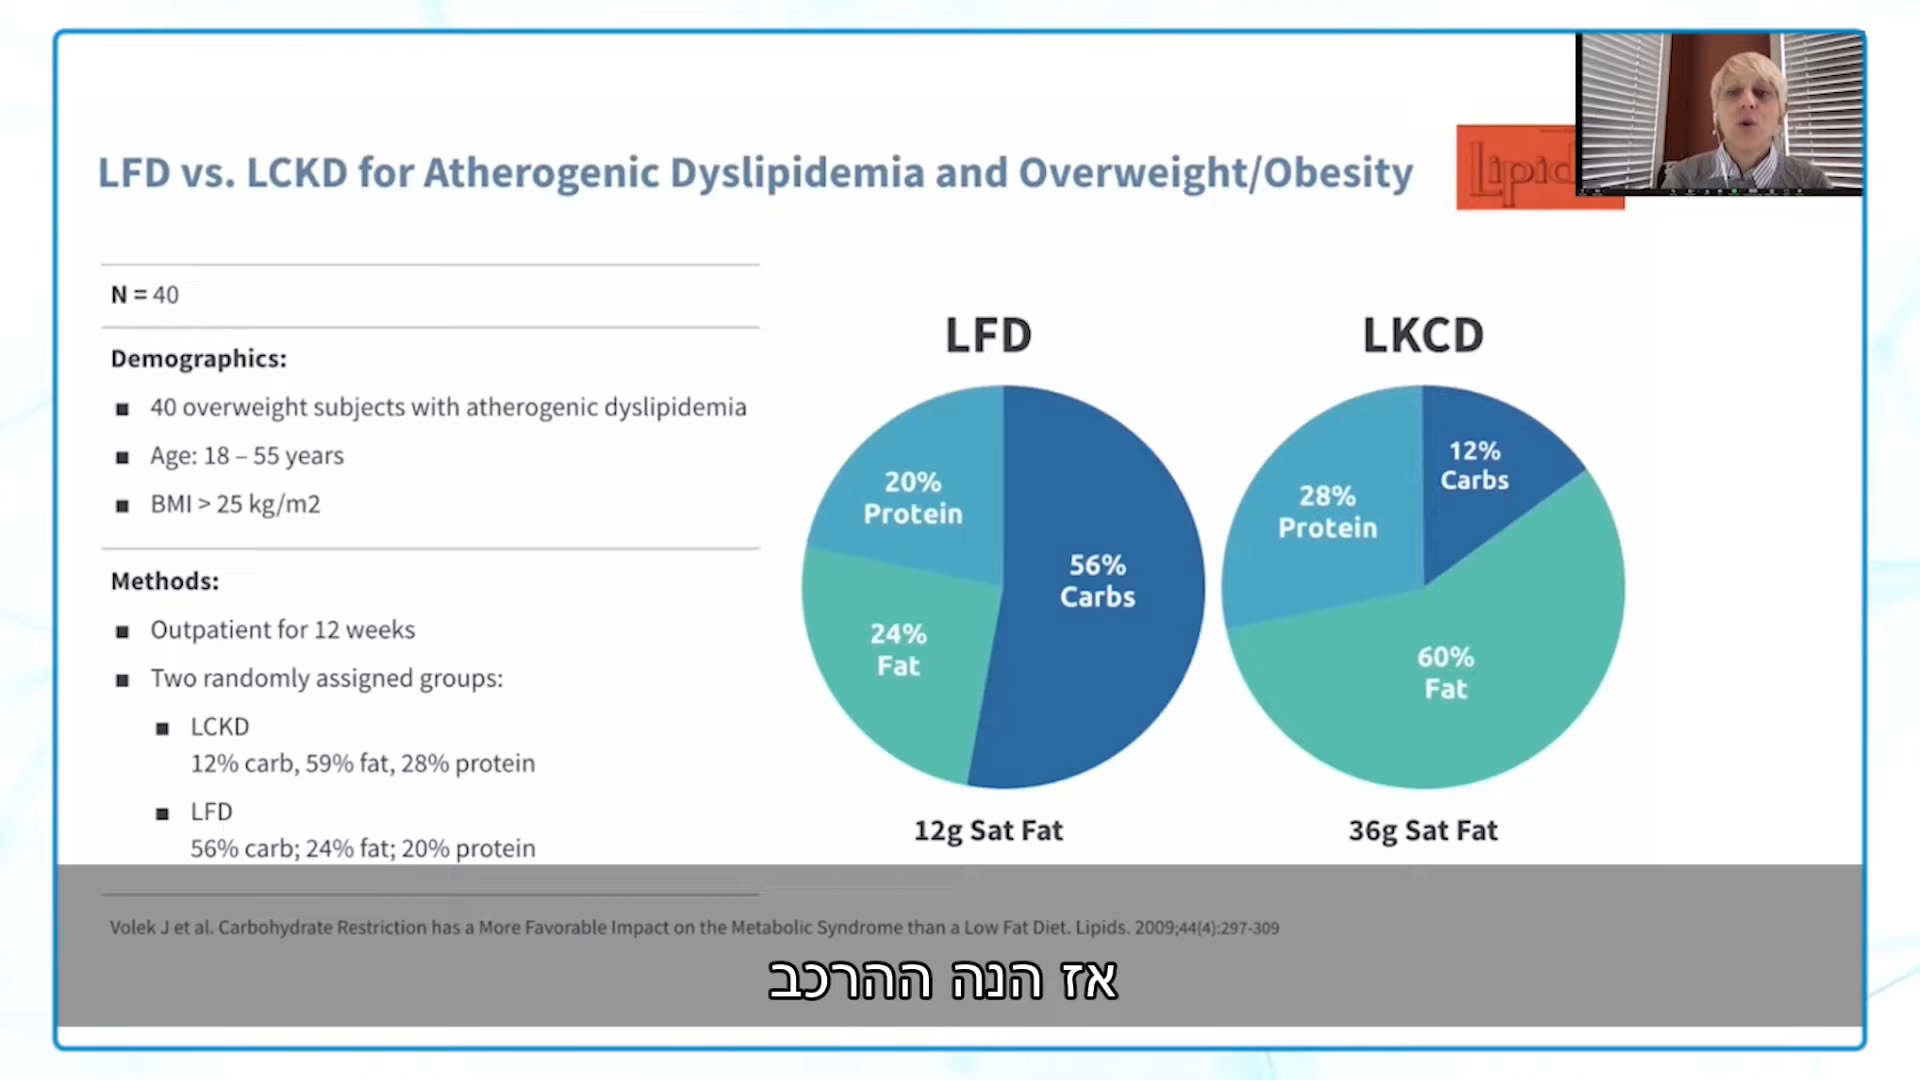 LFD vs. LCKD for Atherogenic Dyslipidemia and Overweight/Obesity
N = 40
Demographics:
■ 40 overweight subjects with atherogenic dyslipidemia
■ Age: 18 – 55 years
■ BMI > 25 kg/m2
Methods:
■ Outpatient for 12 weeks
■ Two randomly assigned groups:
■ LCKD
12% carb, 59% fat, 28% protein
■ LFD
56% carb; 24% fat; 20% protein
LFD
20%
Protein
56%
Carbs
24%
Fat
12g Sat Fat
LKCD
12%
Carbs
28%
Protein
60%
Fat
36g Sat Fat
Volek J et al. Carbohydrate Restriction has a More Favorable Impact on the Metabolic Syndrome than a Low Fat Diet. Lipids. 2009;44(4):297-309
אז הנה ההרכב